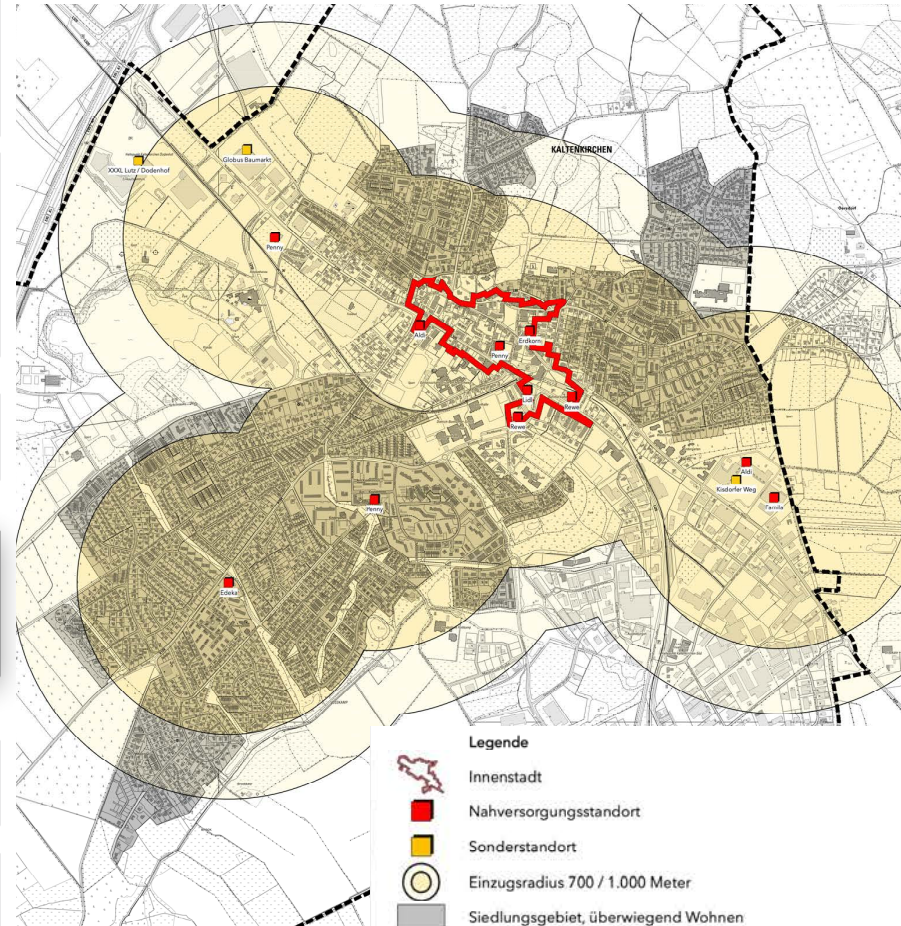 KALTENKIRCHEN
Globus Baumarkt
XXXL Lutz / Dodenhof
Penny
Aldi
Erdkorn
Penny
Lidl
Rewe
Rewe
Aldi
Kisdorfer Weg
Famila
Penny
Edeka
Legende
Innenstadt
Nahversorgungsstandort
Sonderstandort
Einzugsradius 700 / 1.000 Meter
Siedlungsgebiet, überwiegend Wohnen